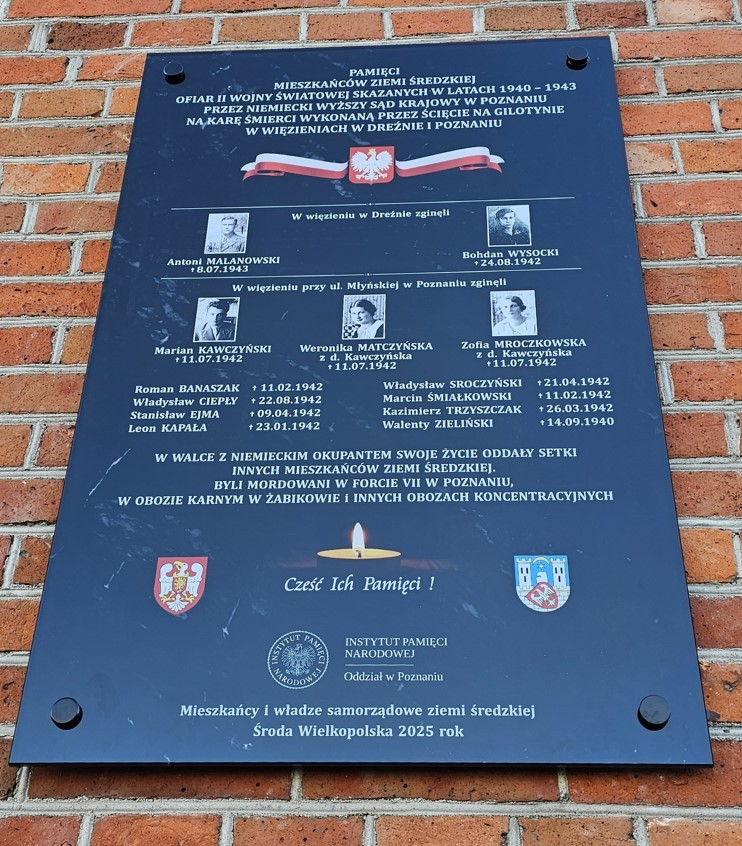 PAMIĘCI
MIESZKAŃCÓW ZIEMI ŚREDZKIEJ
OFIAR II WOJNY ŚWIATOWEJ SKAZANYCH W LATACH 1940 – 1943
PRZEZ NIEMIECKI WYŻSZY SĄD KRAJOWY W POZNANIU
NA KARĘ ŚMIERCI WYKONANĄ PRZEZ ŚCIĘCIE NA GILOTYNIE
W WIĘZIENIACH W DREŹNIE I POZNANIU
W więzieniu w Dreźnie zginęli
Antoni MALANOWSKI
† 8.07.1943
Bohdan WYSOCKI
† 24.08.1942
W więzieniu przy ul. Młyńskiej w Poznaniu zginęli
Marian KAWCZYŃSKI
† 11.07.1942
Weronika MATCZYŃSKA
z d. Kawczyńska
† 11.07.1942
Zofia MROCZKOWSKA
z d. Kawczyńska
† 11.07.1942
Roman BANASZAK † 11.02.1942
Władysław CIEPŁY † 22.08.1942
Stanisław EJMA † 09.04.1942
Leon KAPAŁA † 23.01.1942
Władysław SROCZYŃSKI † 21.04.1942
Marcin ŚMIAŁKOWSKI † 11.02.1942
Kazimierz TRZYSZCZAK † 26.03.1942
Walenty ZIELIŃSKI † 14.09.1940
W WALCE Z NIEMIECKIM OKUPANTEM SWOJE ŻYCIE ODDAŁY SETKI
INNYCH MIESZKAŃCÓW ZIEMI ŚREDZKIEJ.
BYLI MORDOWANI W FORCIE VII W POZNANIU,
W OBOZIE KARNYM W ŻABIKOWIE i INNYCH OBOZACH KONCENTRACYJNYCH
Cześć Ich Pamięci !
INSTYTUT PAMIĘCI
NARODOWEJ
INSTYTUT PAMIĘCI
NARODOWEJ
Oddział w Poznaniu
Mieszkańcy i władze samorządowe ziemi średzkiej
Środa Wielkopolska 2025 rok